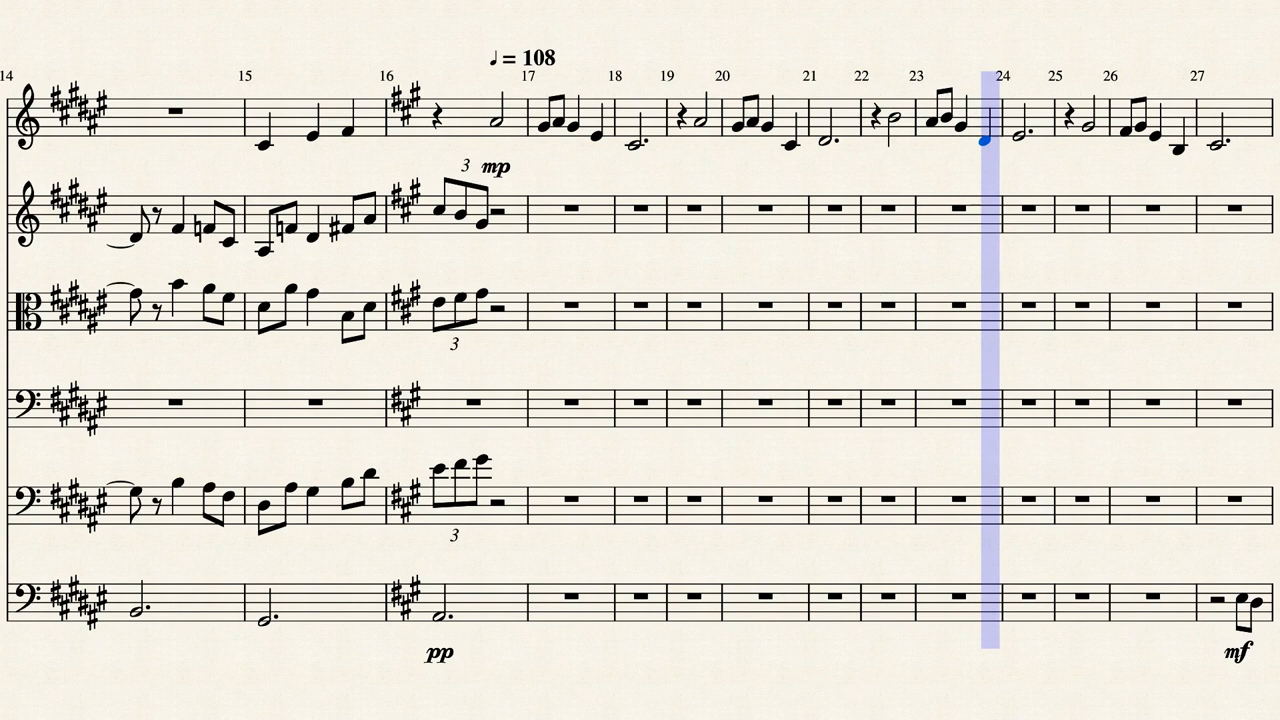 ♩ = 108
14 15 16 17 18 19 20 21 22 23 24 25 26 27
3 mp
3
3
pp mf